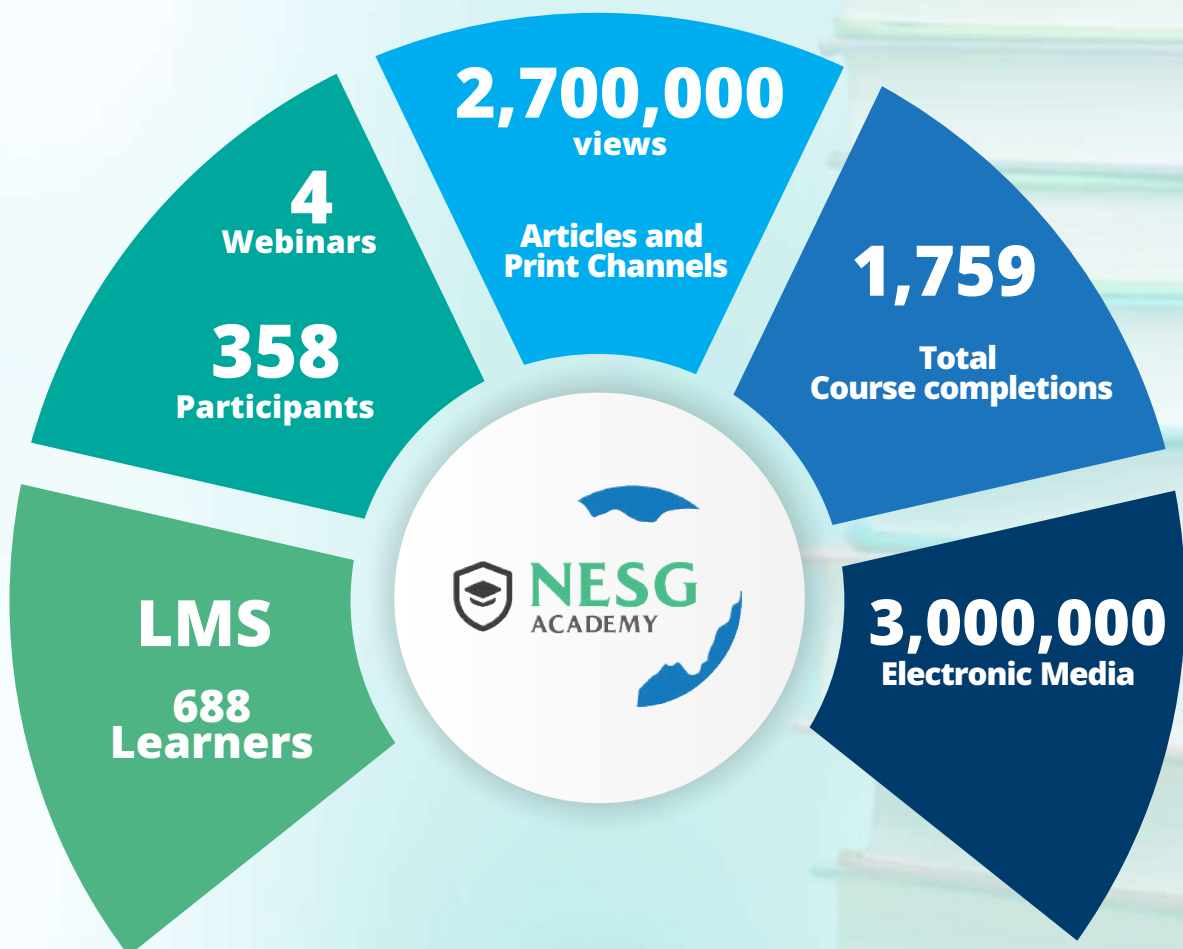 2,700,000
views
Articles and
Print Channels
4
Webinars
358
Participants
1,759
Total
Course completions
LMS
688
Learners
NESG
ACADEMY
3,000,000
Electronic Media